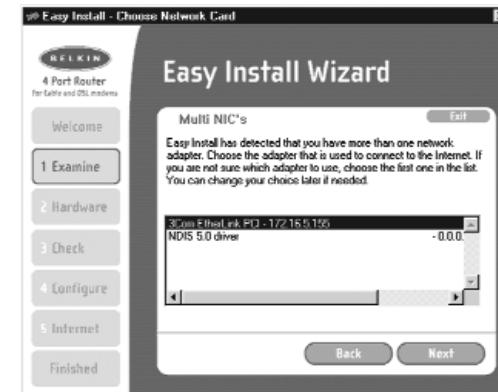 Easy Install - Choose Network Card
BELKIN
4 Port Router
For Cable and DSL modems
Welcome
1 Examine
2 Hardware
3 Check
4 Configure
5 Internet
Finished
Easy Install Wizard
Multi NIC's
Exit
Easy Install has detected that you have more than one network
adapter. Choose the adapter that is used to connect to the Internet. If
you are not sure which adapter to use, choose the first one in the list.
You can change your choice later if needed.
3Com EtherLink PCI - 172.16.5.155
NDIS 5.0 driver - 0.0.0.
Back
Next